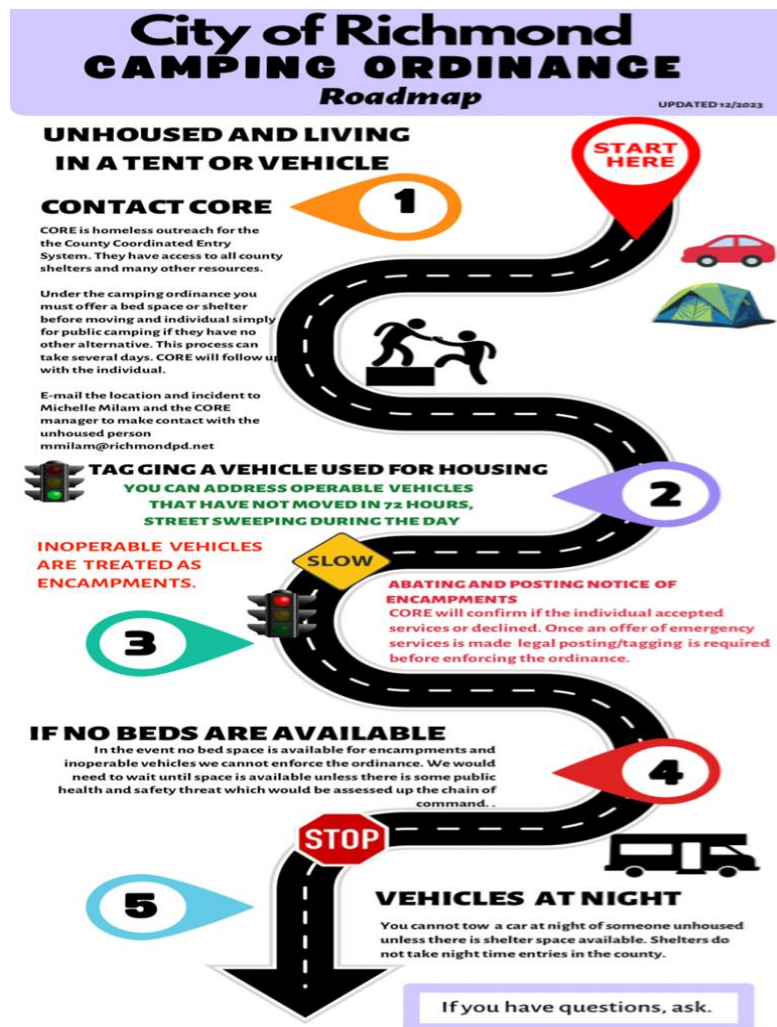 City of Richmond
CAMPING ORDINANCE
Roadmap
UPDATED 12/2023
UNHOUSED AND LIVING
IN A TENT OR VEHICLE
START
HERE
1
CONTACT CORE
CORE is homeless outreach for the
the County Coordinated Entry
System. They have access to all county
shelters and many other resources.
Under the camping ordinance you
must offer a bed space or shelter
before moving and individual simply
for public camping if they have no
other alternative. This process can
take several days. CORE will follow up
with the individual.
E-mail the location and incident to
Michelle Milam and the CORE
manager to make contact with the
unhoused person
mmilam@richmondpd.net
TAGGING A VEHICLE USED FOR HOUSING
2
YOU CAN ADDRESS OPERABLE VEHICLES
THAT HAVE NOT MOVED IN 72 HOURS,
STREET SWEEPING DURING THE DAY
INOPERABLE VEHICLES
ARE TREATED AS
ENCAMPMENTS.
SLOW
3
ABATING AND POSTING NOTICE OF
ENCAMPMENTS
CORE will confirm if the individual accepted
services or declined. Once an offer of emergency
services is made legal posting/tagging is required
before enforcing the ordinance.
IF NO BEDS ARE AVAILABLE
4
In the event no bed space is available for encampments and
inoperable vehicles we cannot enforce the ordinance. We would
need to wait until space is available unless there is some public
health and safety threat which would be assessed up the chain of
command. .
STOP
5
VEHICLES AT NIGHT
You cannot tow a car at night of someone unhoused
unless there is shelter space available. Shelters do
not take night time entries in the county.
If you have questions, ask.